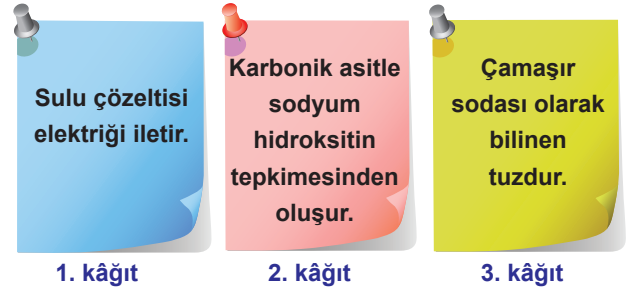 Sulu çözeltisi
elektriği iletir.
Karbonik asitle
sodyum
hidroksitin
tepkimesinden
oluşur.
Çamaşır
sodası olarak
bilinen
tuzdur.
1. kâğıt
2. kâğıt
3. kâğıt